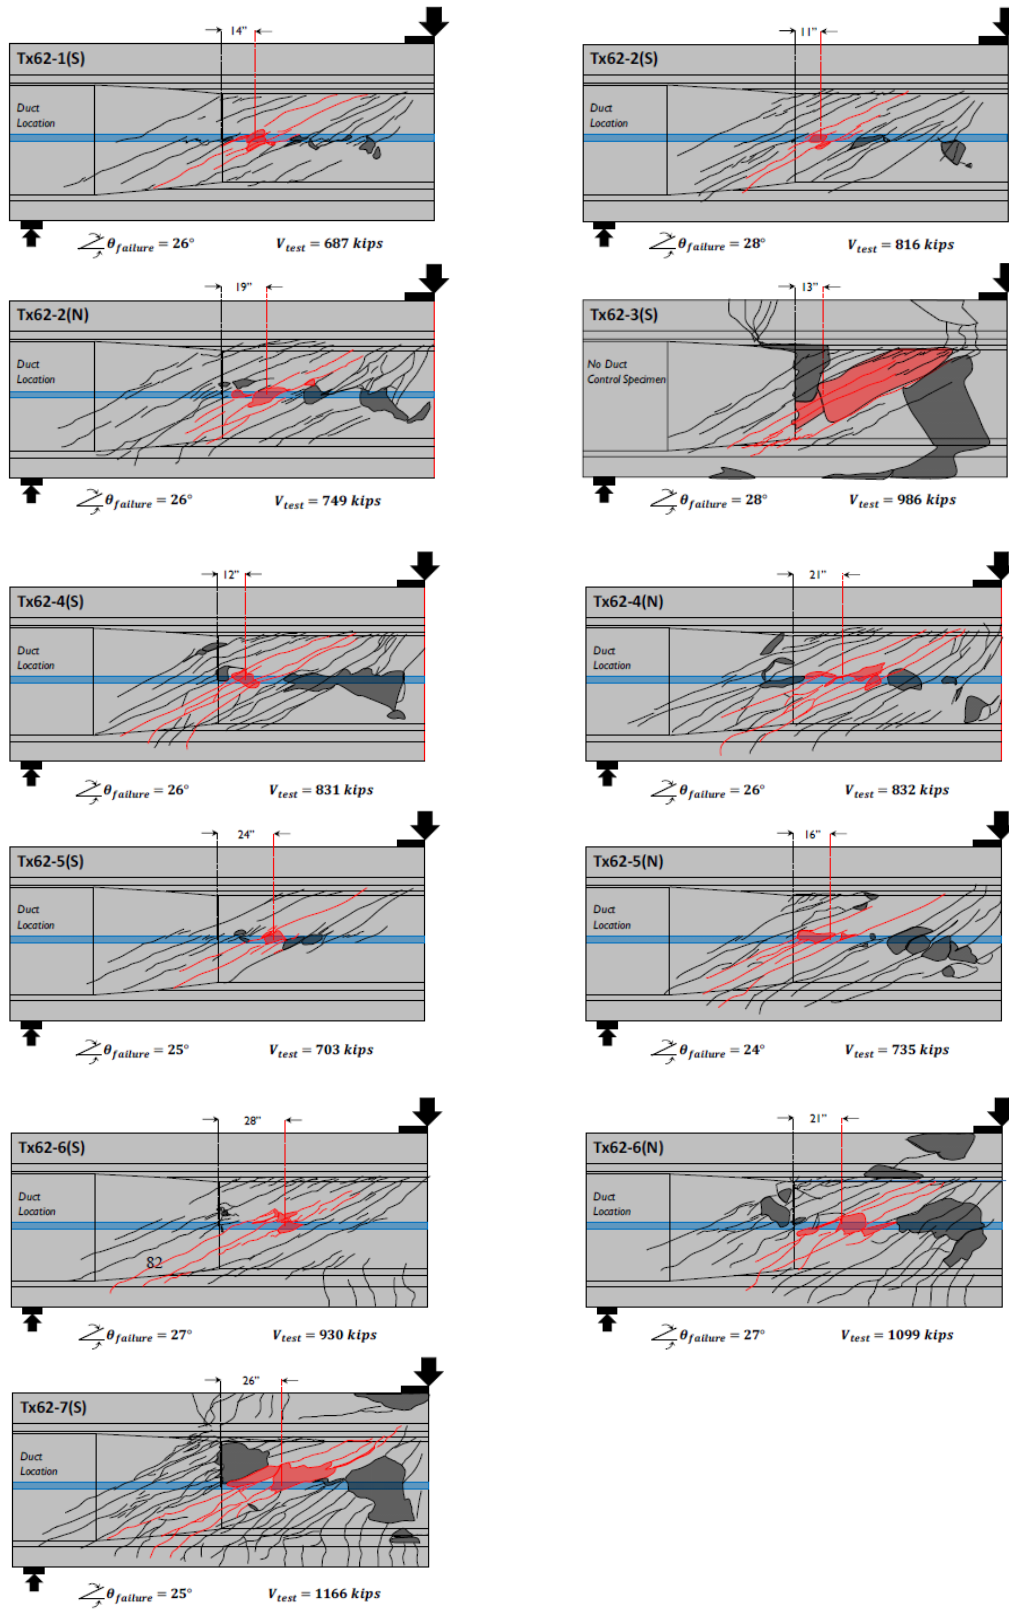 14”
Tx62-1(S)
Duct
Location
θfailure = 26°
Vtest = 687 kips
11”
Tx62-2(S)
Duct
Location
θfailure = 28°
Vtest = 816 kips
19”
Tx62-2(N)
Duct
Location
θfailure = 26°
Vtest = 749 kips
13”
Tx62-3(S)
No Duct
Control Specimen
θfailure = 28°
Vtest = 986 kips
12”
Tx62-4(S)
Duct
Location
θfailure = 26°
Vtest = 831 kips
21”
Tx62-4(N)
Duct
Location
θfailure = 26°
Vtest = 832 kips
24”
Tx62-5(S)
Duct
Location
θfailure = 25°
Vtest = 703 kips
16”
Tx62-5(N)
Duct
Location
θfailure = 24°
Vtest = 735 kips
28”
Tx62-6(S)
Duct
Location
82
θfailure = 27°
Vtest = 930 kips
21”
Tx62-6(N)
Duct
Location
θfailure = 27°
Vtest = 1099 kips
26”
Tx62-7(S)
Duct
Location
θfailure = 25°
Vtest = 1166 kips